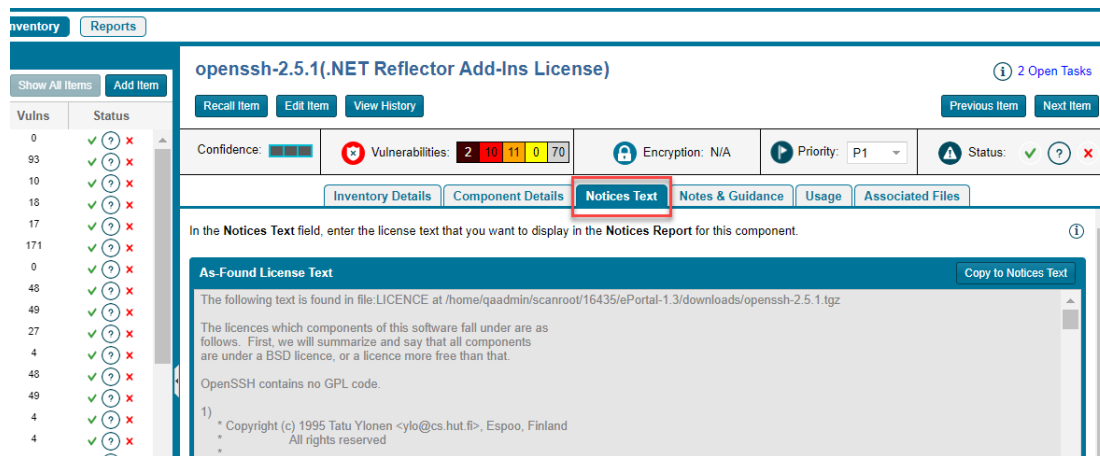 nventory Reports
Show All Items Add Item
Vulns Status
0
93
10
18
17
171
0
48
49
27
4
48
49
4
4
openssh-2.5.1(.NET Reflector Add-Ins License)
2 Open Tasks
Recall Item Edit Item View History
Previous Item Next Item
Confidence:
Vulnerabilities: 2 10 11 0 70
Encryption: N/A
Priority: P1
Status:
Inventory Details Component Details Notices Text Notes & Guidance Usage Associated Files
In the Notices Text field, enter the license text that you want to display in the Notices Report for this component.
As-Found License Text
Copy to Notices Text
The following text is found in file:LICENCE at /home/qaadmin/scanroot/16435/ePortal-1.3/downloads/openssh-2.5.1.tgz
The licences which components of this software fall under are as
follows. First, we will summarize and say that all components
are under a BSD licence, or a licence more free than that.
OpenSSH contains no GPL code.
1)
* Copyright (c) 1995 Tatu Ylonen <ylo@cs.hut.fi>, Espoo, Finland
* All rights reserved
*